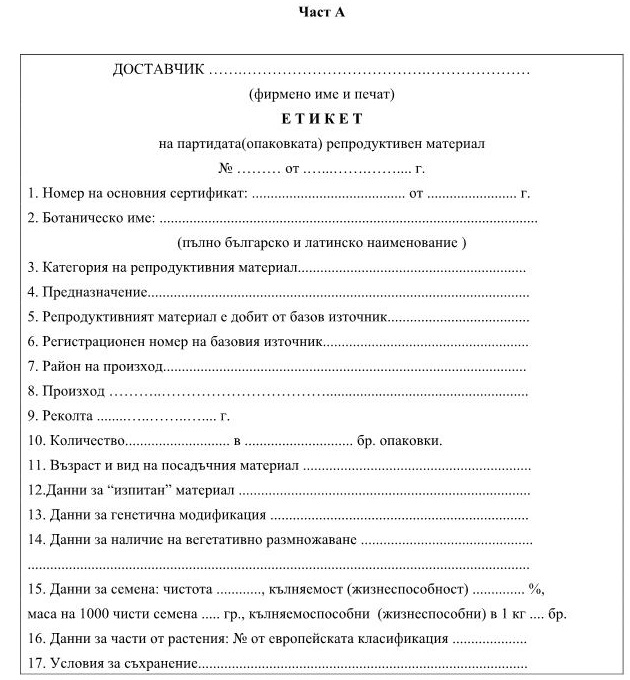 Част А
ДОСТАВЧИК ………………………………………………………
(фирмено име и печат)
Е Т И К Е Т
на партидата(опаковката) репродуктивен материал
№ ……… от …………………... г.
1. Номер на основния сертификат: ......................................... от ........................ г.
2. Ботаническо име: .....................................................................................................
(пълно българско и латинско наименование )
3. Категория на репродуктивния материал.............................................................
4. Предназначение......................................................................................................
5. Репродуктивният материал е добит от базов източник......................................
6. Регистрационен номер на базовия източник.......................................................
7. Район на произход..................................................................................................
8. Произход ……………………………………......................................................
9. Реколта ........…..……..…... г.
10. Количество............................ в ............................. бр. опаковки.
11. Възраст и вид на посадъчния материал .............................................................
12.Данни за “изпитан” материал ..............................................................................
13. Данни за генетична модификация .....................................................................
14. Данни за наличие на вегетативно размножаване ..............................................
......................................................................................................................................
15. Данни за семена: чистота ............, кълняемост (жизнеспособност) .............. %,
маса на 1000 чисти семена ..... гр., кълняемоспособни (жизнеспособни) в 1 кг .... бр.
16. Данни за части от растения: № от европейската класификация ....................
17. Условия за съхранение........................................................................................